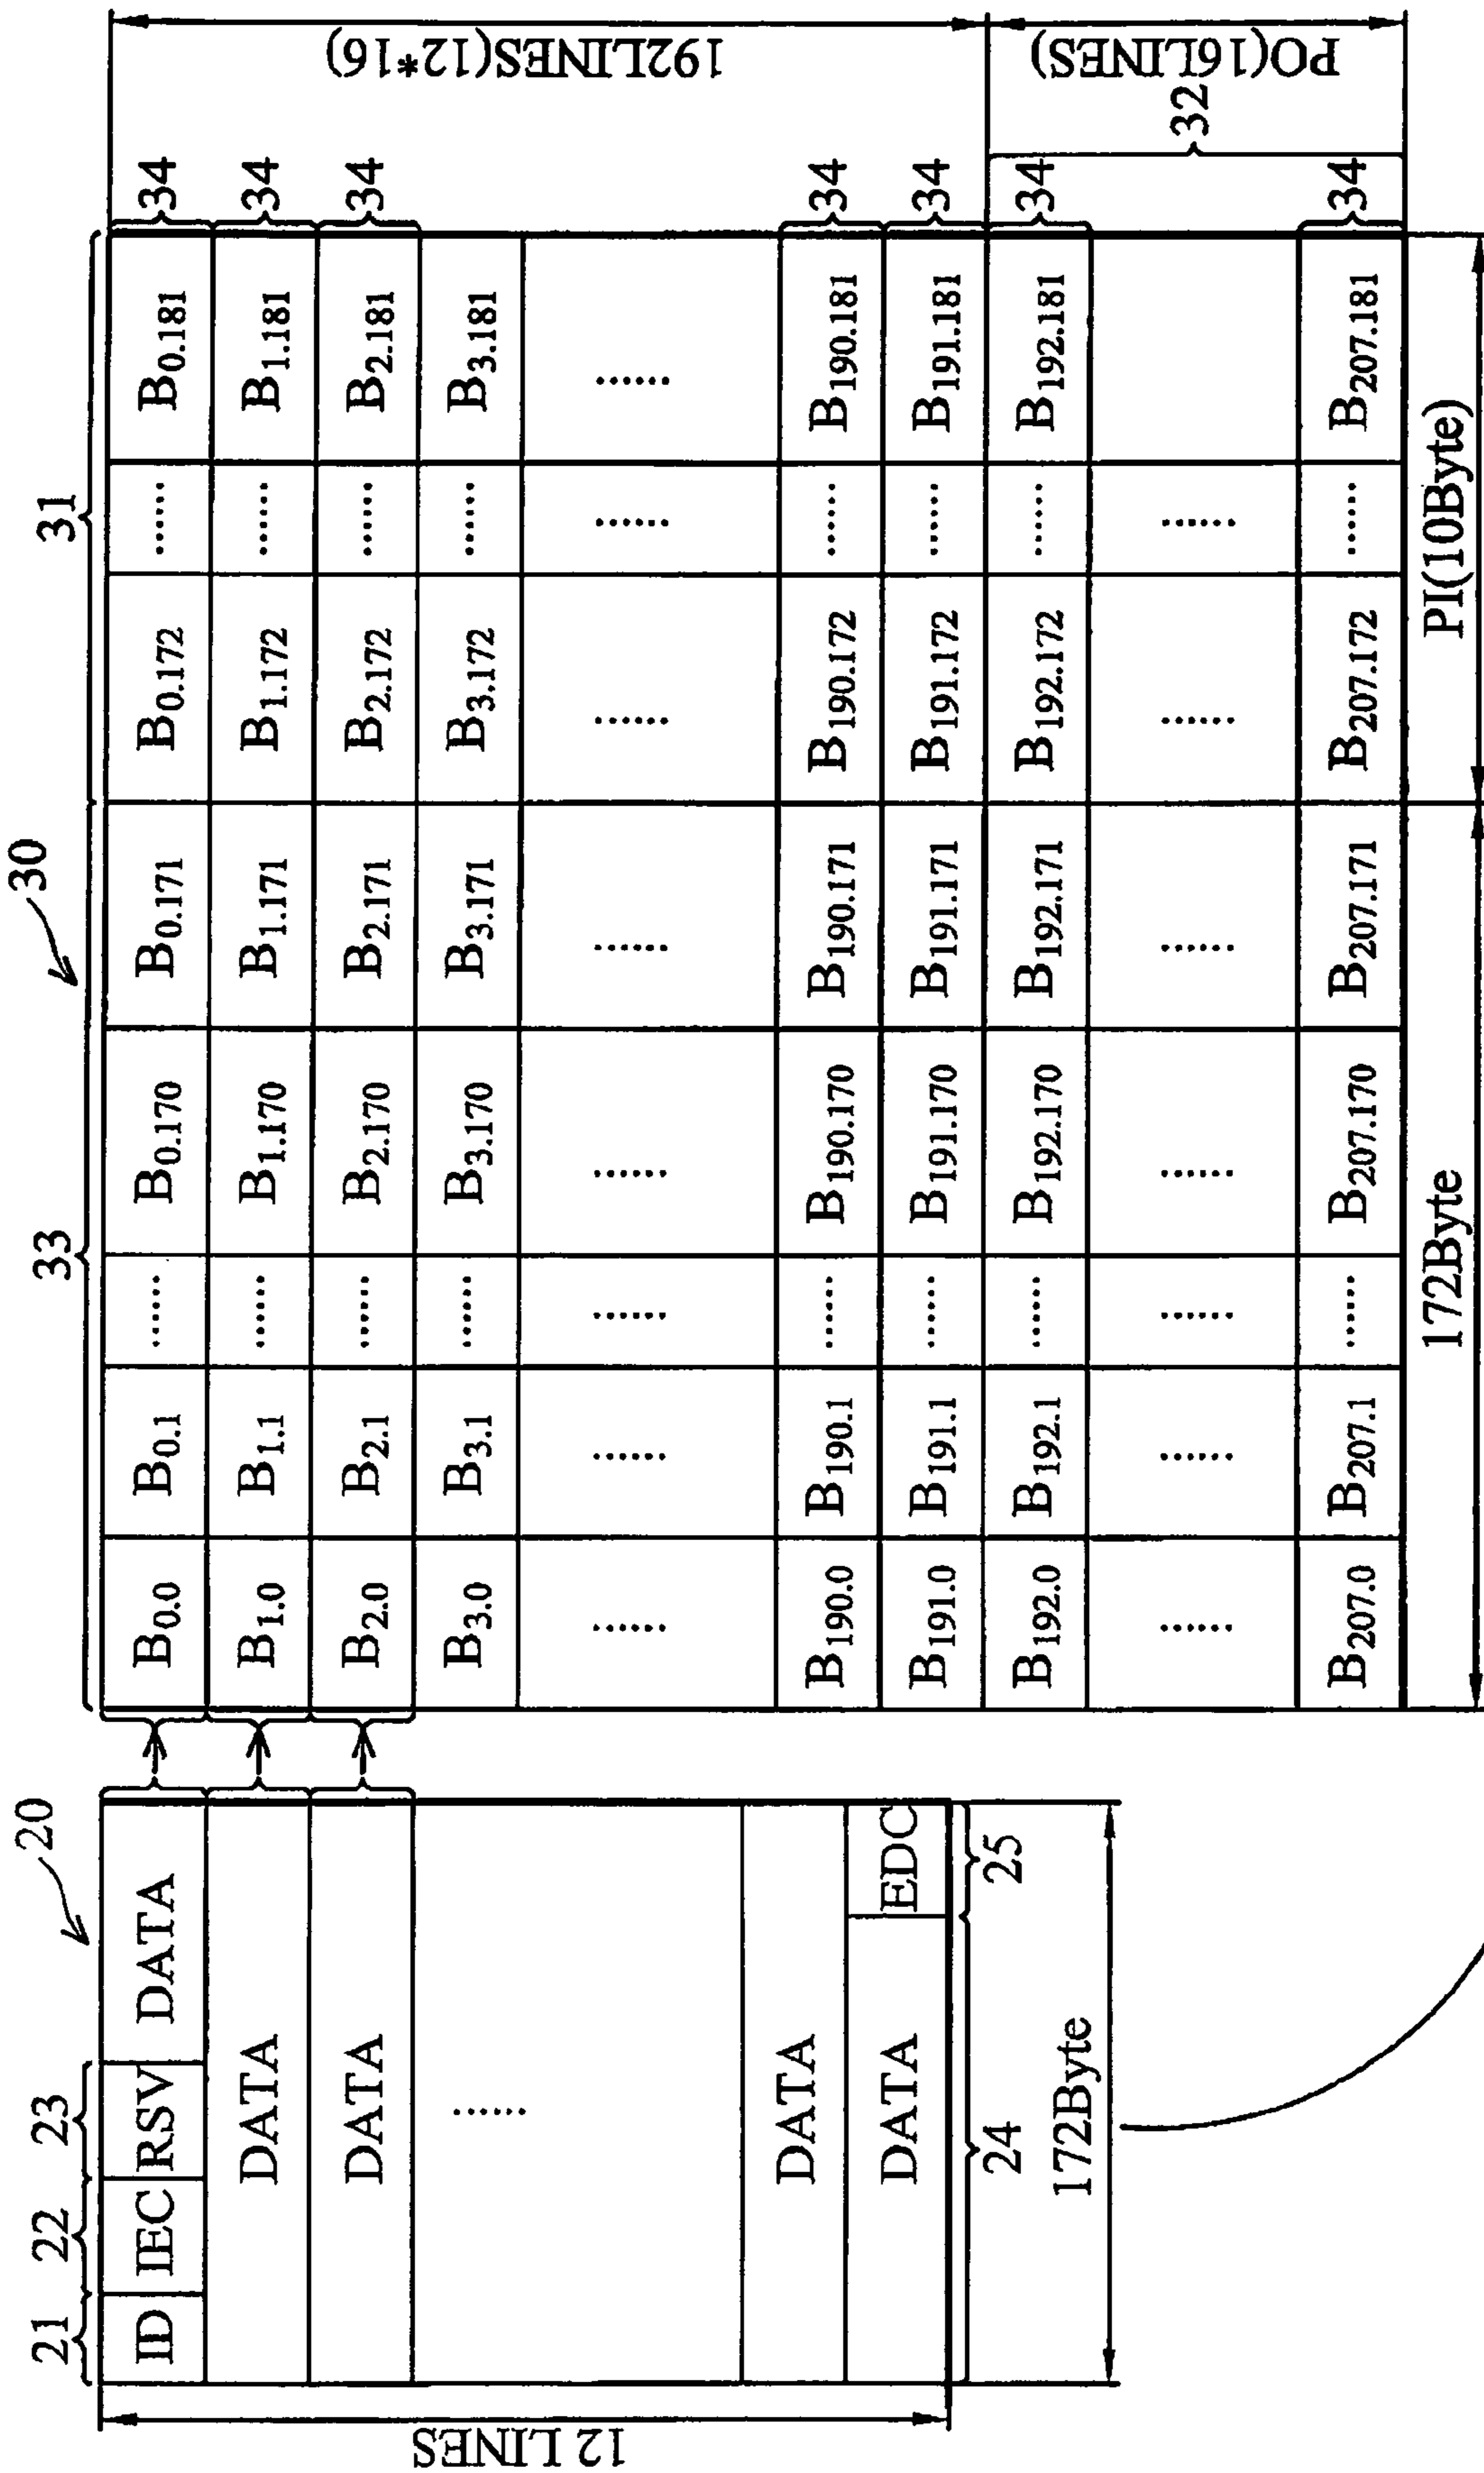 20
21 22 23
ID IEC RSV DATA
DATA
DATA
......
DATA
DATA EDC
24 25
172Byte
12 LINES
30
33 31
B0.0 B0.1 ...... B0.170 B0.171 B0.172 ...... B0.181 34
B1.0 B1.1 ...... B1.170 B1.171 B1.172 ...... B1.181 34
B2.0 B2.1 ...... B2.170 B2.171 B2.172 ...... B2.181 34
B3.0 B3.1 ...... B3.170 B3.171 B3.172 ...... B3.181
...... ...... ...... ...... ...... ...... ...... ......
B190.0 B190.1 ...... B190.170 B190.171 B190.172 ...... B190.181 34
B191.0 B191.1 ...... B191.170 B191.171 B191.172 ...... B191.181 34
B192.0 B192.1 ...... B192.170 B192.171 B192.172 ...... B192.181 34
...... ...... ...... ...... ...... ...... ......
B207.0 B207.1 ...... B207.170 B207.171 B207.172 ...... B207.181 34
172Byte PI(10Byte)
32
192LINES(12*16)
PO(16LINES)